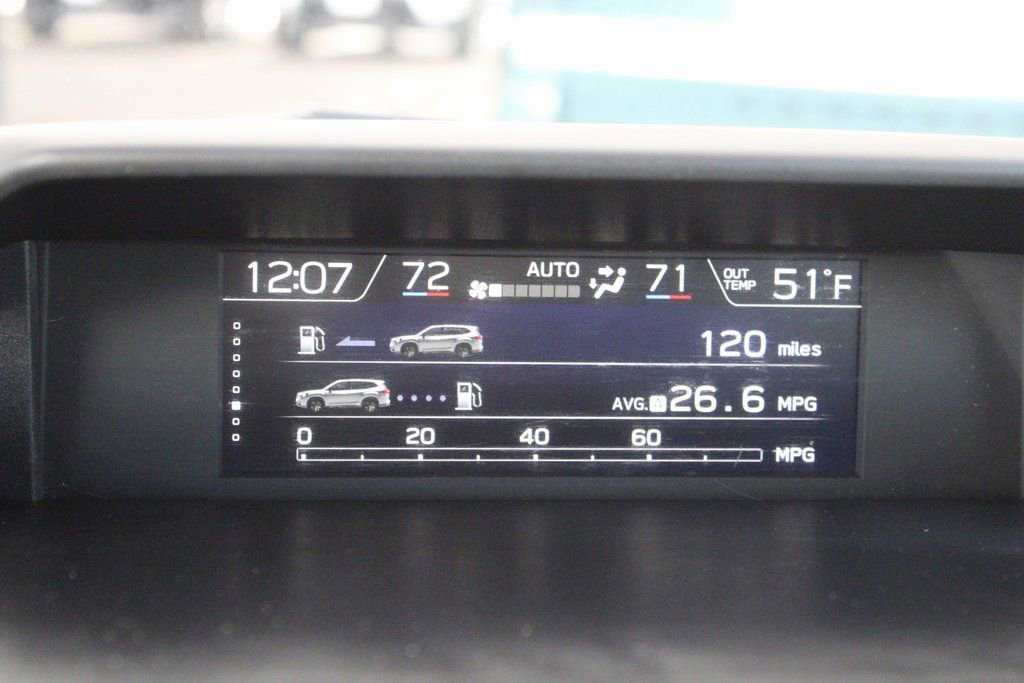 12:07 72 AUTO 71 OUT TEMP 51°F
120 miles
AVG. A 26.6 MPG
0 20 40 60
MPG